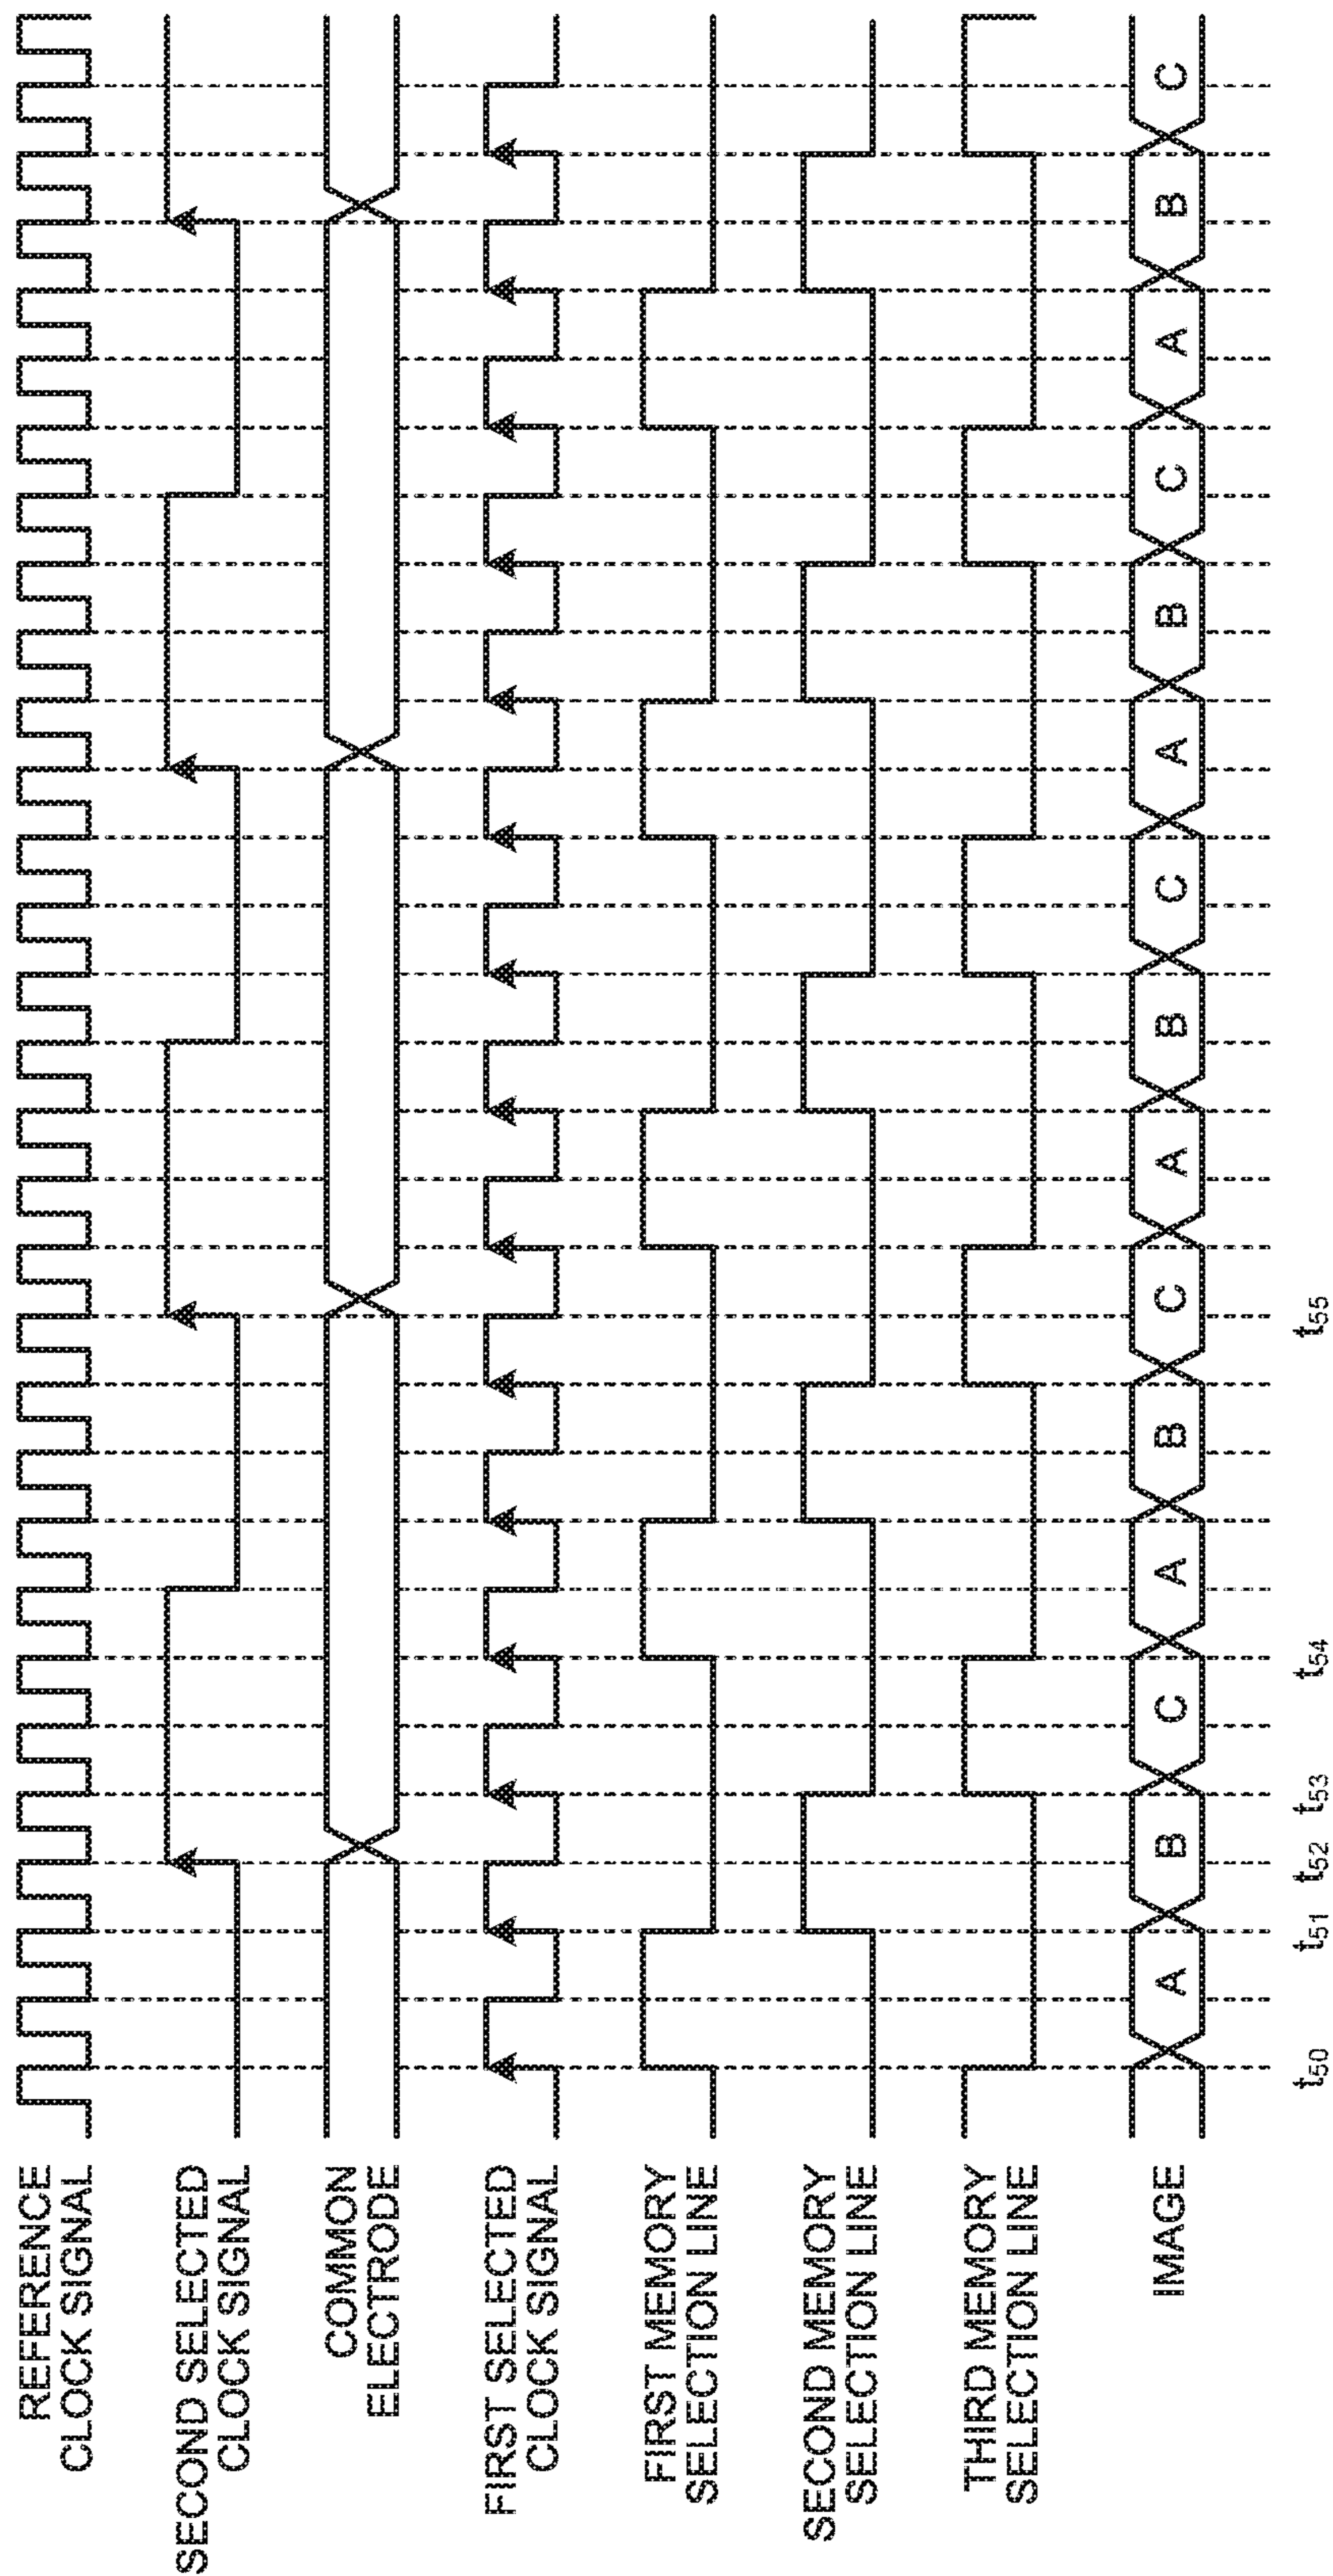 REFERENCE
CLOCK SIGNAL
SECOND SELECTED
CLOCK SIGNAL
COMMON
ELECTRODE
FIRST SELECTED
CLOCK SIGNAL
FIRST MEMORY
SELECTION LINE
SECOND MEMORY
SELECTION LINE
THIRD MEMORY
SELECTION LINE
IMAGE
A B C A B C A B C A B C A B C
t50 t51 t52 t53 t54 t55